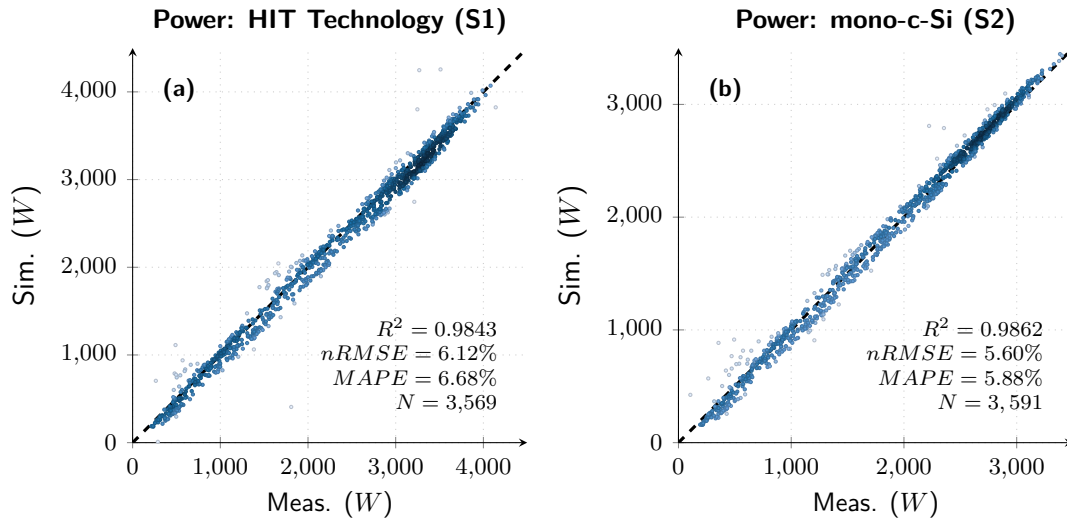 Power: HIT Technology (S1)
(a)
4,000
3,000
2,000
1,000
0
Sim. (W)
R² = 0.9843
nRMSE = 6.12%
MAPE = 6.68%
N = 3,569
0 1,000 2,000 3,000 4,000
Meas. (W)
Power: mono-c-Si (S2)
(b)
3,000
2,000
1,000
0
Sim. (W)
R² = 0.9862
nRMSE = 5.60%
MAPE = 5.88%
N = 3, 591
0 1,000 2,000 3,000
Meas. (W)